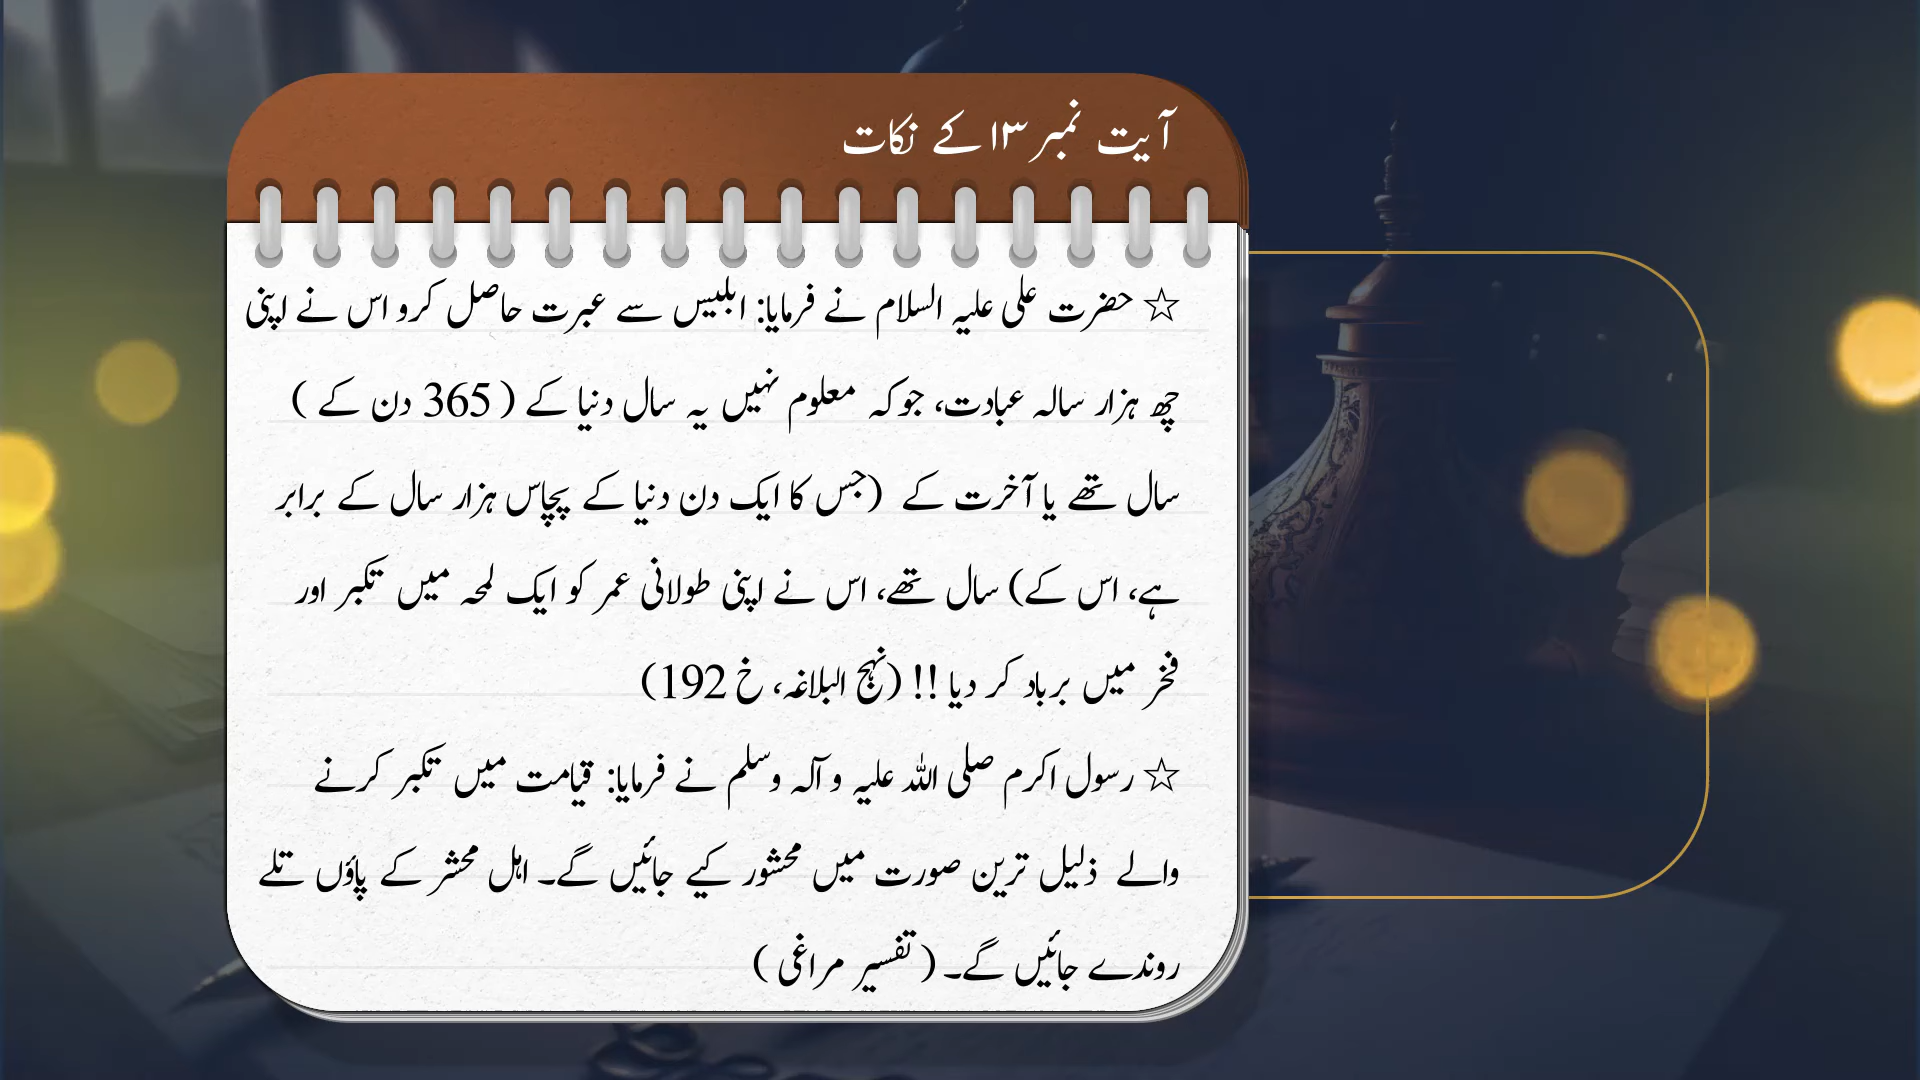 آیت نمبر ۱۳ کے نکات
☆ حضرت علی علیہ السلام نے فرمایا: ابلیس سے عبرت حاصل کرو اس نے اپنی
چھ ہزار سالہ عبادت، جو کہ معلوم نہیں یہ سال دنیا کے ( 365 دن کے )
سال تھے یا آخرت کے (جس کا ایک دن دنیا کے پچاس ہزار سال کے برابر
ہے، اس کے) سال تھے، اس نے اپنی طولانی عمر کو ایک لمحہ میں تکبر اور
فخر میں برباد کر دیا !! (نہج البلاغہ، خ 192)
☆ رسول اکرم صلی اللہ علیہ و آلہ وسلم نے فرمایا: قیامت میں تکبر کرنے
والے ذلیل ترین صورت میں محشور کیے جائیں گے۔ اہل محشر کے پاؤں تلے
روندے جائیں گے۔ ( تفسیر مراغی )